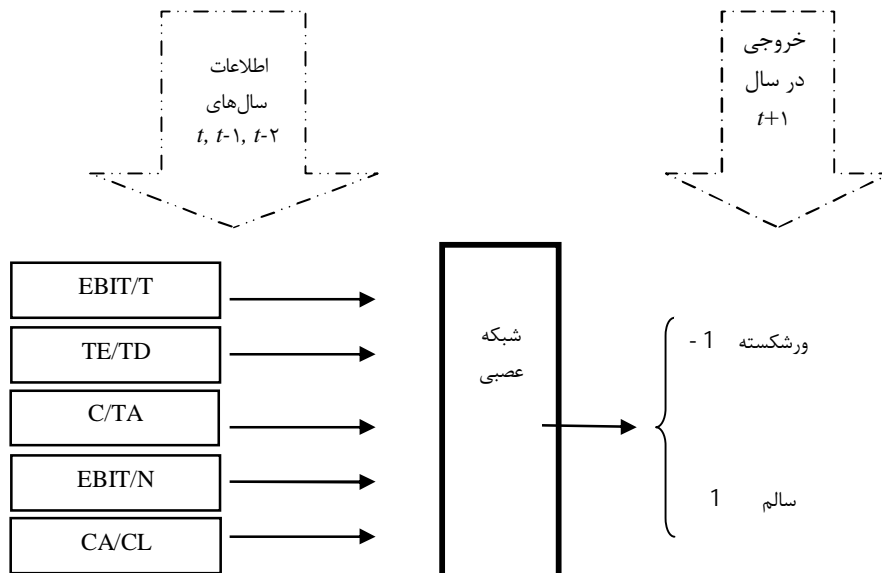 اطلاعات
سال‌های
t, t-۱, t-۲
خروجی
در سال
t+۱
EBIT/T
TE/TD
C/TA
EBIT/N
CA/CL
شبکه
عصبی
ورشکسته - 1
سالم 1